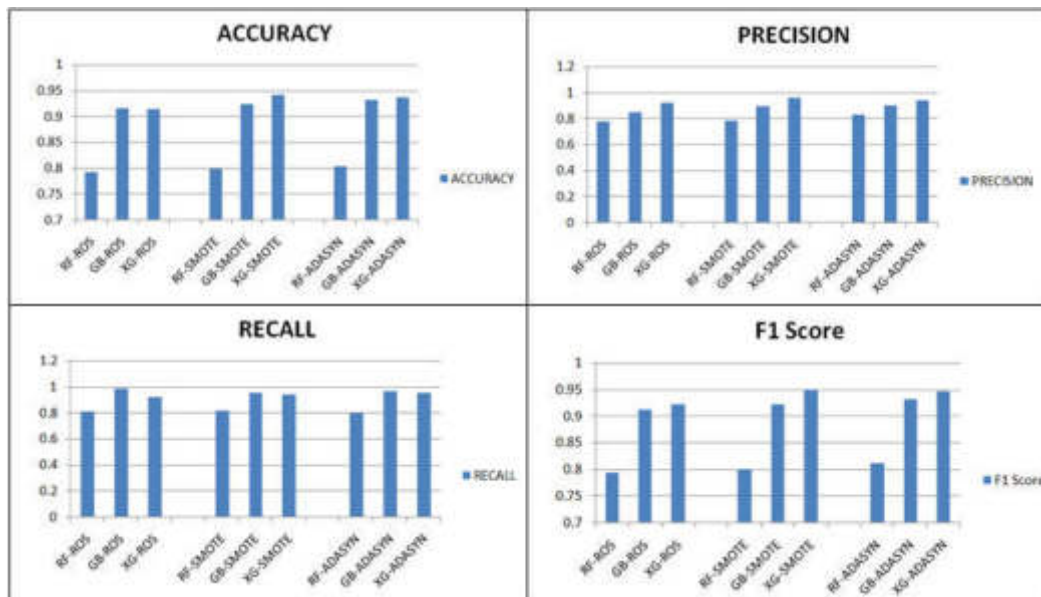 ACCURACY
1
0.95
0.9
0.85
0.8
0.75
0.7
RF-ROS
GB-ROS
XG-ROS
RF-SMOTE
GB-SMOTE
XG-SMOTE
RF-ADASYN
GB-ADASYN
XG-ADASYN
ACCURACY
PRECISION
1.2
1
0.8
0.6
0.4
0.2
0
RF-ROS
GB-ROS
XG-ROS
RF-SMOTE
GB-SMOTE
XG-SMOTE
RF-ADASYN
GB-ADASYN
XG-ADASYN
PRECISION
RECALL
1.2
1
0.8
0.6
0.4
0.2
0
RF-ROS
GB-ROS
XG-ROS
RF-SMOTE
GB-SMOTE
XG-SMOTE
RF-ADASYN
GB-ADASYN
XG-ADASYN
RECALL
F1 Score
1
0.95
0.9
0.85
0.8
0.75
0.7
RF-ROS
GB-ROS
XG-ROS
RF-SMOTE
GB-SMOTE
XG-SMOTE
RF-ADASYN
GB-ADASYN
XG-ADASYN
F1 Score